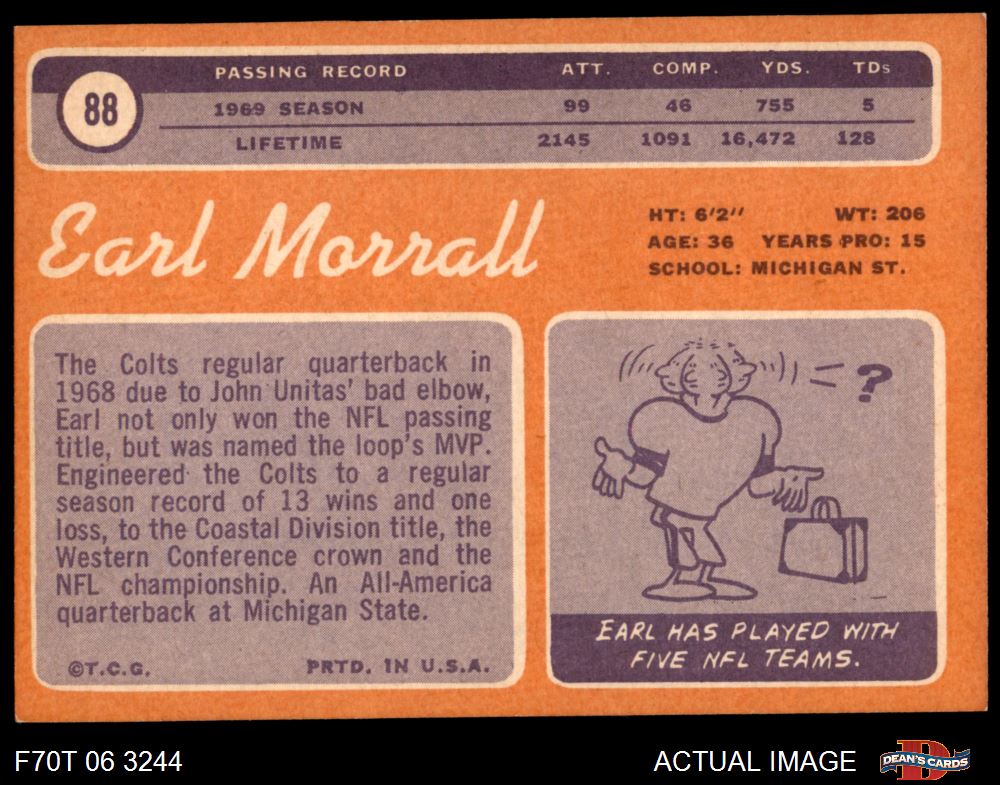 88
PASSING RECORD ATT. COMP. YDS. TDs
1969 SEASON 99 46 755 5
LIFETIME 2145 1091 16,472 128
Earl Morrall
HT: 6'2" WT: 206
AGE: 36 YEARS PRO: 15
SCHOOL: MICHIGAN ST.
The Colts regular quarterback in
1968 due to John Unitas' bad elbow,
Earl not only won the NFL passing
title, but was named the loop's MVP.
Engineered the Colts to a regular
season record of 13 wins and one
loss, to the Coastal Division title, the
Western Conference crown and the
NFL championship. An All-America
quarterback at Michigan State.
©T.C.G. PRTD. IN U.S.A.
?
EARL HAS PLAYED WITH
FIVE NFL TEAMS.
F70T 06 3244
ACTUAL IMAGE
D
DEAN'S CARDS